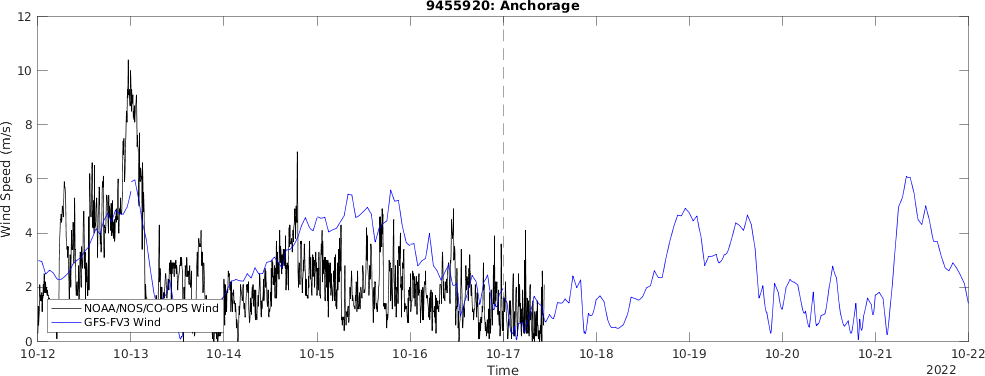 9455920: Anchorage
12
10
8
6
4
2
0
Wind Speed (m/s)
NOAA/NOS/CO-OPS Wind
GFS-FV3 Wind
10-12 10-13 10-14 10-15 10-16 10-17 10-18 10-19 10-20 10-21 10-22
Time
2022